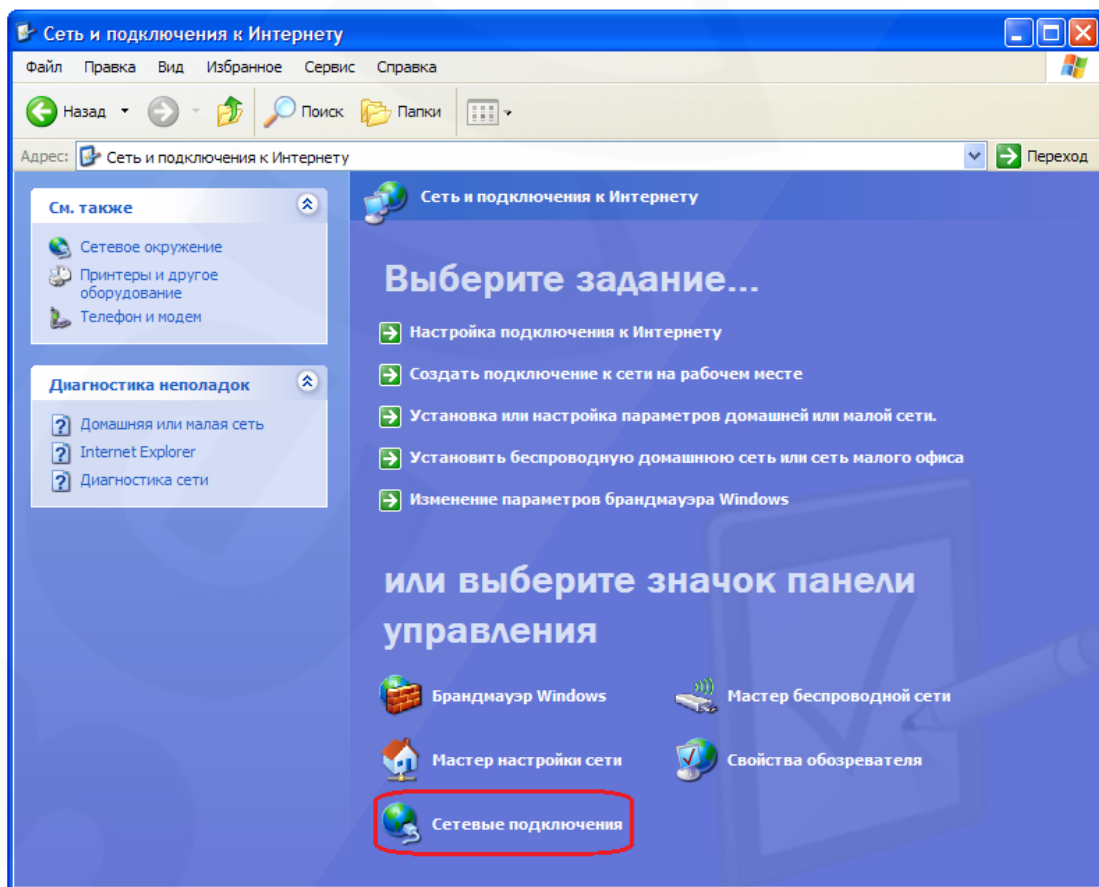 Сеть и подключения к Интернету
Файл Правка Вид Избранное Сервис Справка
Назад Поиск Папки
Адрес: Сеть и подключения к Интернету Переход
См. также
Сетевое окружение
Принтеры и другое
оборудование
Телефон и модем
Диагностика неполадок
Домашняя или малая сеть
Internet Explorer
Диагностика сети
Сеть и подключения к Интернету
Выберите задание...
Настройка подключения к Интернету
Создать подключение к сети на рабочем месте
Установка или настройка параметров домашней или малой сети.
Установить беспроводную домашнюю сеть или сеть малого офиса
Изменение параметров брандмауэра Windows
или выберите значок панели
управления
Брандмауэр Windows Мастер беспроводной сети
Мастер настройки сети Свойства обозревателя
Сетевые подключения